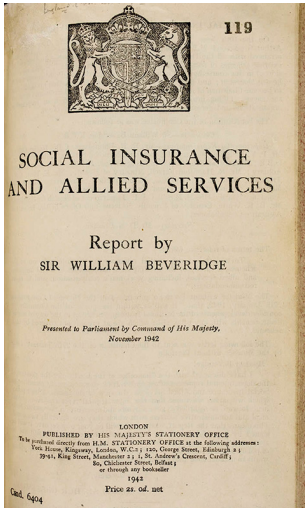 119
SOCIAL INSURANCE
AND ALLIED SERVICES
Report by
SIR WILLIAM BEVERIDGE
Presented to Parliament by Command of His Majesty,
November 1942
LONDON
PUBLISHED BY HIS MAJESTY'S STATIONERY OFFICE
To be purchased directly from H.M. STATIONERY OFFICE at the following addresses:
York House, Kingsway, London, W.C.2; 120, George Street, Edinburgh 2;
39-41, King Street, Manchester 2; 1, St. Andrew's Crescent, Cardiff;
80, Chichester Street, Belfast;
or through any bookseller
1942
Price 2s. 0d. net
Cmd. 6404